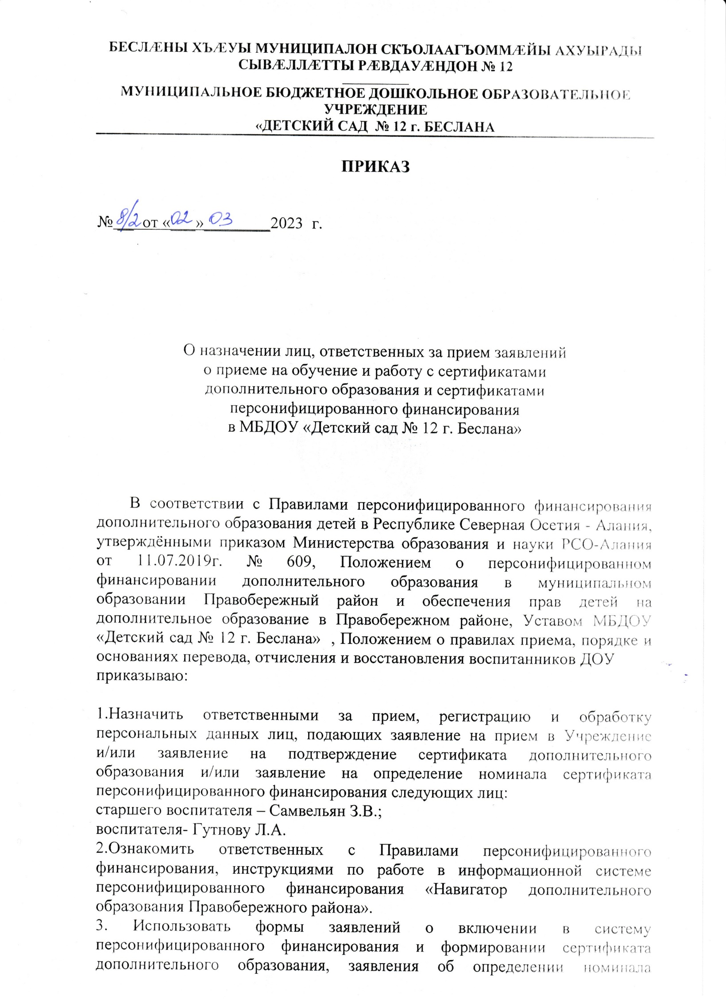 БЕСЛÆНЫ ХЪÆУЫ МУНИЦИПАЛОН СКЪОЛААГЪОММÆЙЫ АХУЫРАДЫ
СЫВÆЛЛÆТТЫ РÆВДАУÆНДОН № 12
МУНИЦИПАЛЬНОЕ БЮДЖЕТНОЕ ДОШКОЛЬНОЕ ОБРАЗОВАТЕЛЬНОЕ
УЧРЕЖДЕНИЕ
«ДЕТСКИЙ САД № 12 г. БЕСЛАНА
ПРИКАЗ
№ 8/2 от «02» 03 2023 г.
О назначении лиц, ответственных за прием заявлений
о приеме на обучение и работу с сертификатами
дополнительного образования и сертификатами
персонифицированного финансирования
в МБДОУ «Детский сад № 12 г. Беслана»
В соответствии с Правилами персонифицированного финансирования
дополнительного образования детей в Республике Северная Осетия - Алания,
утверждёнными приказом Министерства образования и науки РСО-Алания
от 11.07.2019г. № 609, Положением о персонифицированном
финансировании дополнительного образования в муниципальном
образовании Правобережный район и обеспечения прав детей на
дополнительное образование в Правобережном районе, Уставом МБДОУ
«Детский сад № 12 г. Беслана» , Положением о правилах приема, порядке и
основаниях перевода, отчисления и восстановления воспитанников ДОУ
приказываю:
1.Назначить ответственными за прием, регистрацию и обработку
персональных данных лиц, подающих заявление на прием в Учреждение
и/или заявление на подтверждение сертификата дополнительного
образования и/или заявление на определение номинала сертификата
персонифицированного финансирования следующих лиц:
старшего воспитателя – Самвельян З.В.;
воспитателя- Гутнову Л.А.
2.Ознакомить ответственных с Правилами персонифицированного
финансирования, инструкциями по работе в информационной системе
персонифицированного финансирования «Навигатор дополнительного
образования Правобережного района».
3. Использовать формы заявлений о включении в систему
персонифицированного финансирования и формировании сертификата
дополнительного образования, заявления об определении номинала